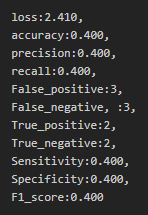 loss:2.410,
accuracy:0.400,
precision:0.400,
recall:0.400,
False_positive:3,
False_negative, :3,
True_positive:2,
True_negative:2,
Sensitivity:0.400,
Specificity:0.400,
F1_score:0.400